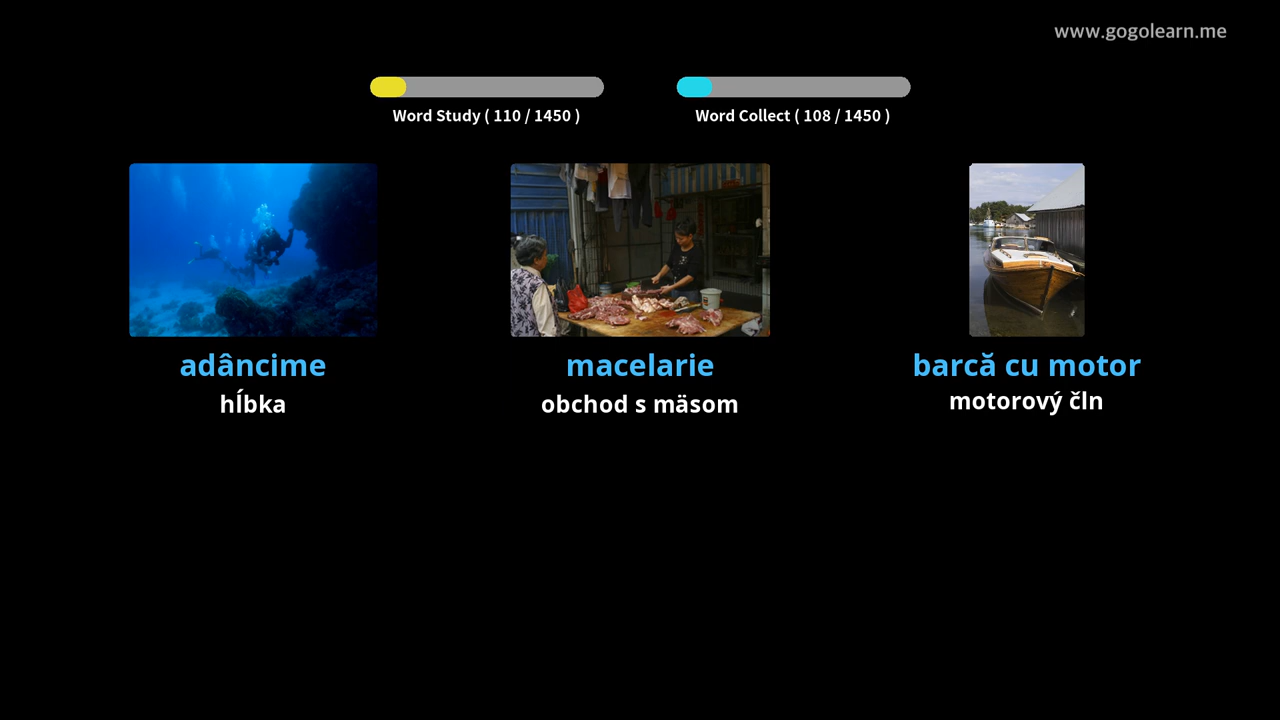 www.gogolearn.me
Word Study ( 110 / 1450 )
Word Collect ( 108 / 1450 )
adâncime
hĺbka
macelarie
obchod s mäsom
barcă cu motor
motorový čln